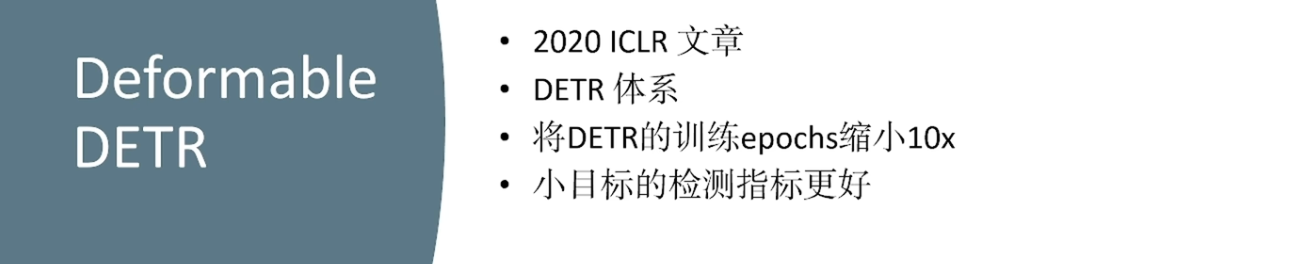 Deformable
DETR
• 2020 ICLR 文章
• DETR 体系
• 将DETR的训练epochs缩小10x
• 小目标的检测指标更好